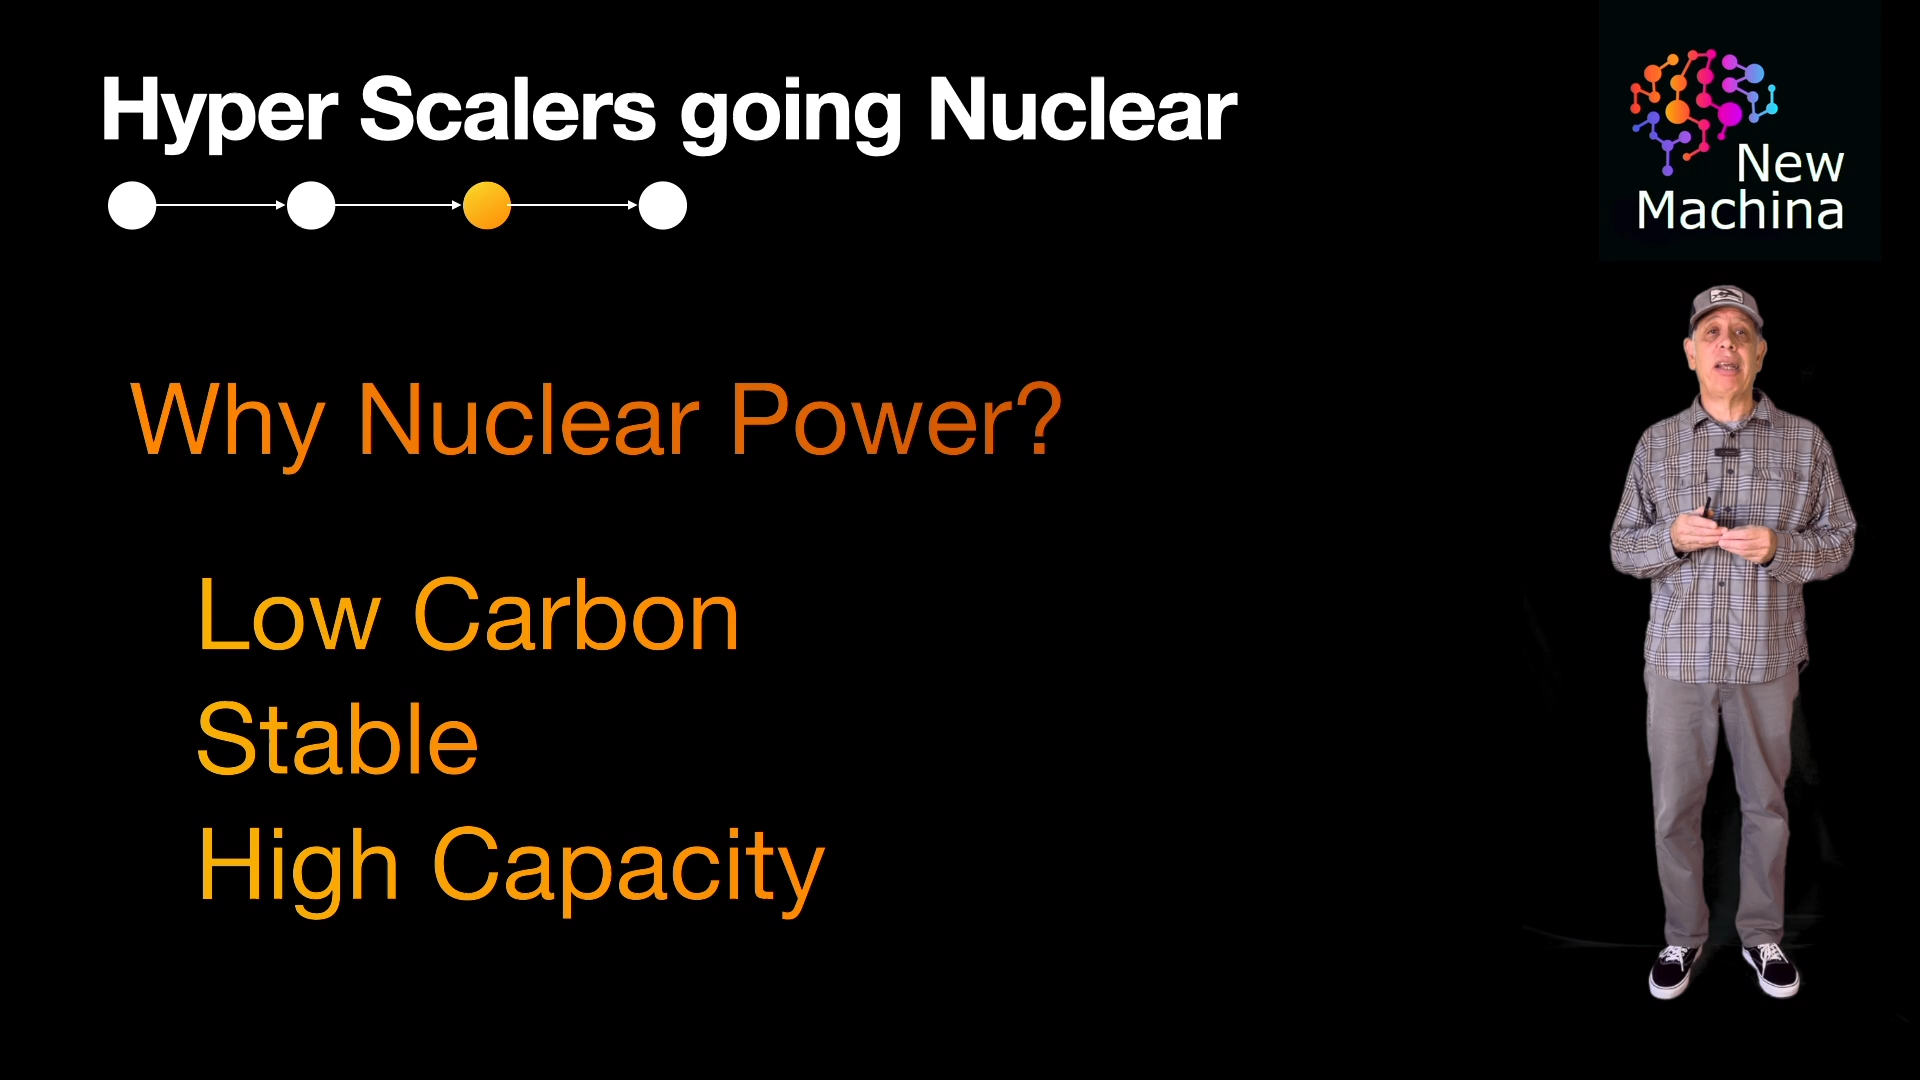 Hyper Scalers going Nuclear
New
Machina
Why Nuclear Power?
Low Carbon
Stable
High Capacity